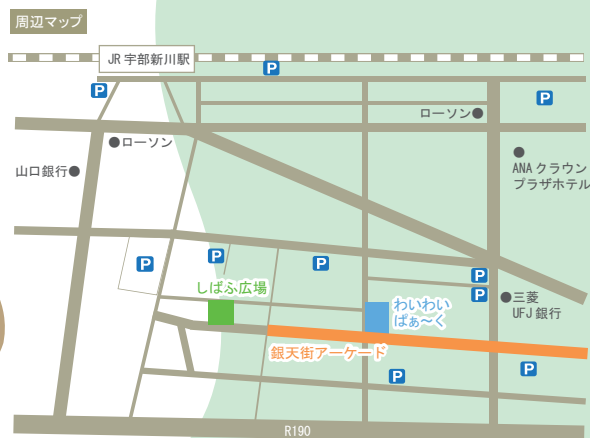 周辺マップ
JR 宇部新川駅
P
P
P
ローソン
ローソン
山口銀行
ANA クラウン
プラザホテル
P
P
P
P
P
しばふ広場
わいわい
ぱぁ~く
三菱
UFJ 銀行
銀天街アーケード
P
P
R190